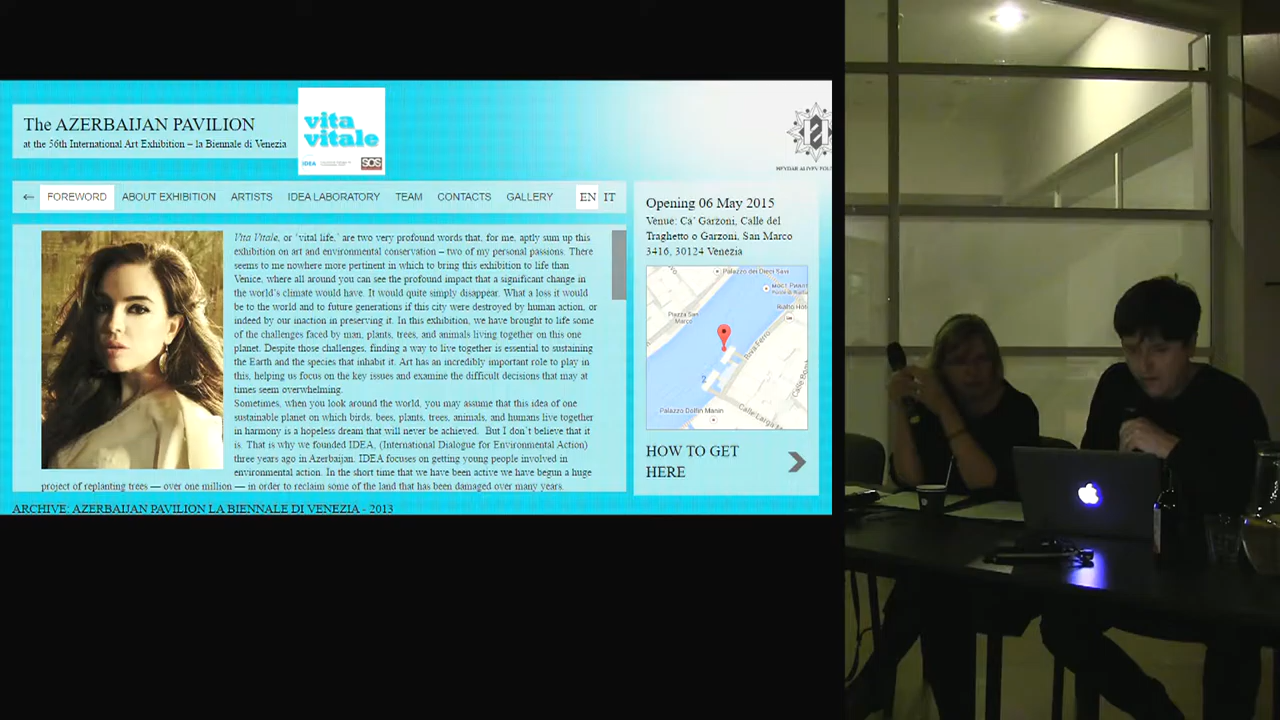 The AZERBAIJAN PAVILION
at the 56th International Art Exhibition – la Biennale di Venezia
vita
vitale
IDEA
SOS
← FOREWORD ABOUT EXHIBITION ARTISTS IDEA LABORATORY TEAM CONTACTS GALLERY EN IT
Vita Vitale, or ‘vital life,’ are two very profound words that, for me, aptly sum up this
exhibition on art and environmental conservation – two of my personal passions. There
seems to me nowhere more pertinent in which to bring this exhibition to life than
Venice, where all around you can see the profound impact that a significant change in
the world’s climate would have. It would quite simply disappear. What a loss it would
be to the world and to future generations if this city were destroyed by human action, or
indeed by our inaction in preserving it. In this exhibition, we have brought to life some
of the challenges faced by man, plants, trees, and animals living together on this one
planet. Despite those challenges, finding a way to live together is essential to sustaining
the Earth and the species that inhabit it. Art has an incredibly important role to play in
this, helping us focus on the key issues and examine the difficult decisions that may at
times seem overwhelming.
Sometimes, when you look around the world, you may assume that this idea of one
sustainable planet on which birds, bees, plants, trees, animals, and humans live together
in harmony is a hopeless dream that will never be achieved. But I don’t believe that it
is. That is why we founded IDEA, (International Dialogue for Environmental Action)
three years ago in Azerbaijan. IDEA focuses on getting young people involved in
environmental action. In the short time that we have been active we have begun a huge
project of replanting trees — over one million — in order to reclaim some of the land that has been damaged over many years.
ARCHIVE: AZERBAIJAN PAVILION LA BIENNALE DI VENEZIA - 2013
Opening 06 May 2015
Venue: Ca´ Garzoni, Calle del
Traghetto o Garzoni, San Marco
3416, 30124 Venezia
Palazzo dei Dieci Savi
Rialto
Piazza San
Marco
Riva Ferro
2
Palazzo Dolfin Manin
Calle Larga
HOW TO GET
HERE